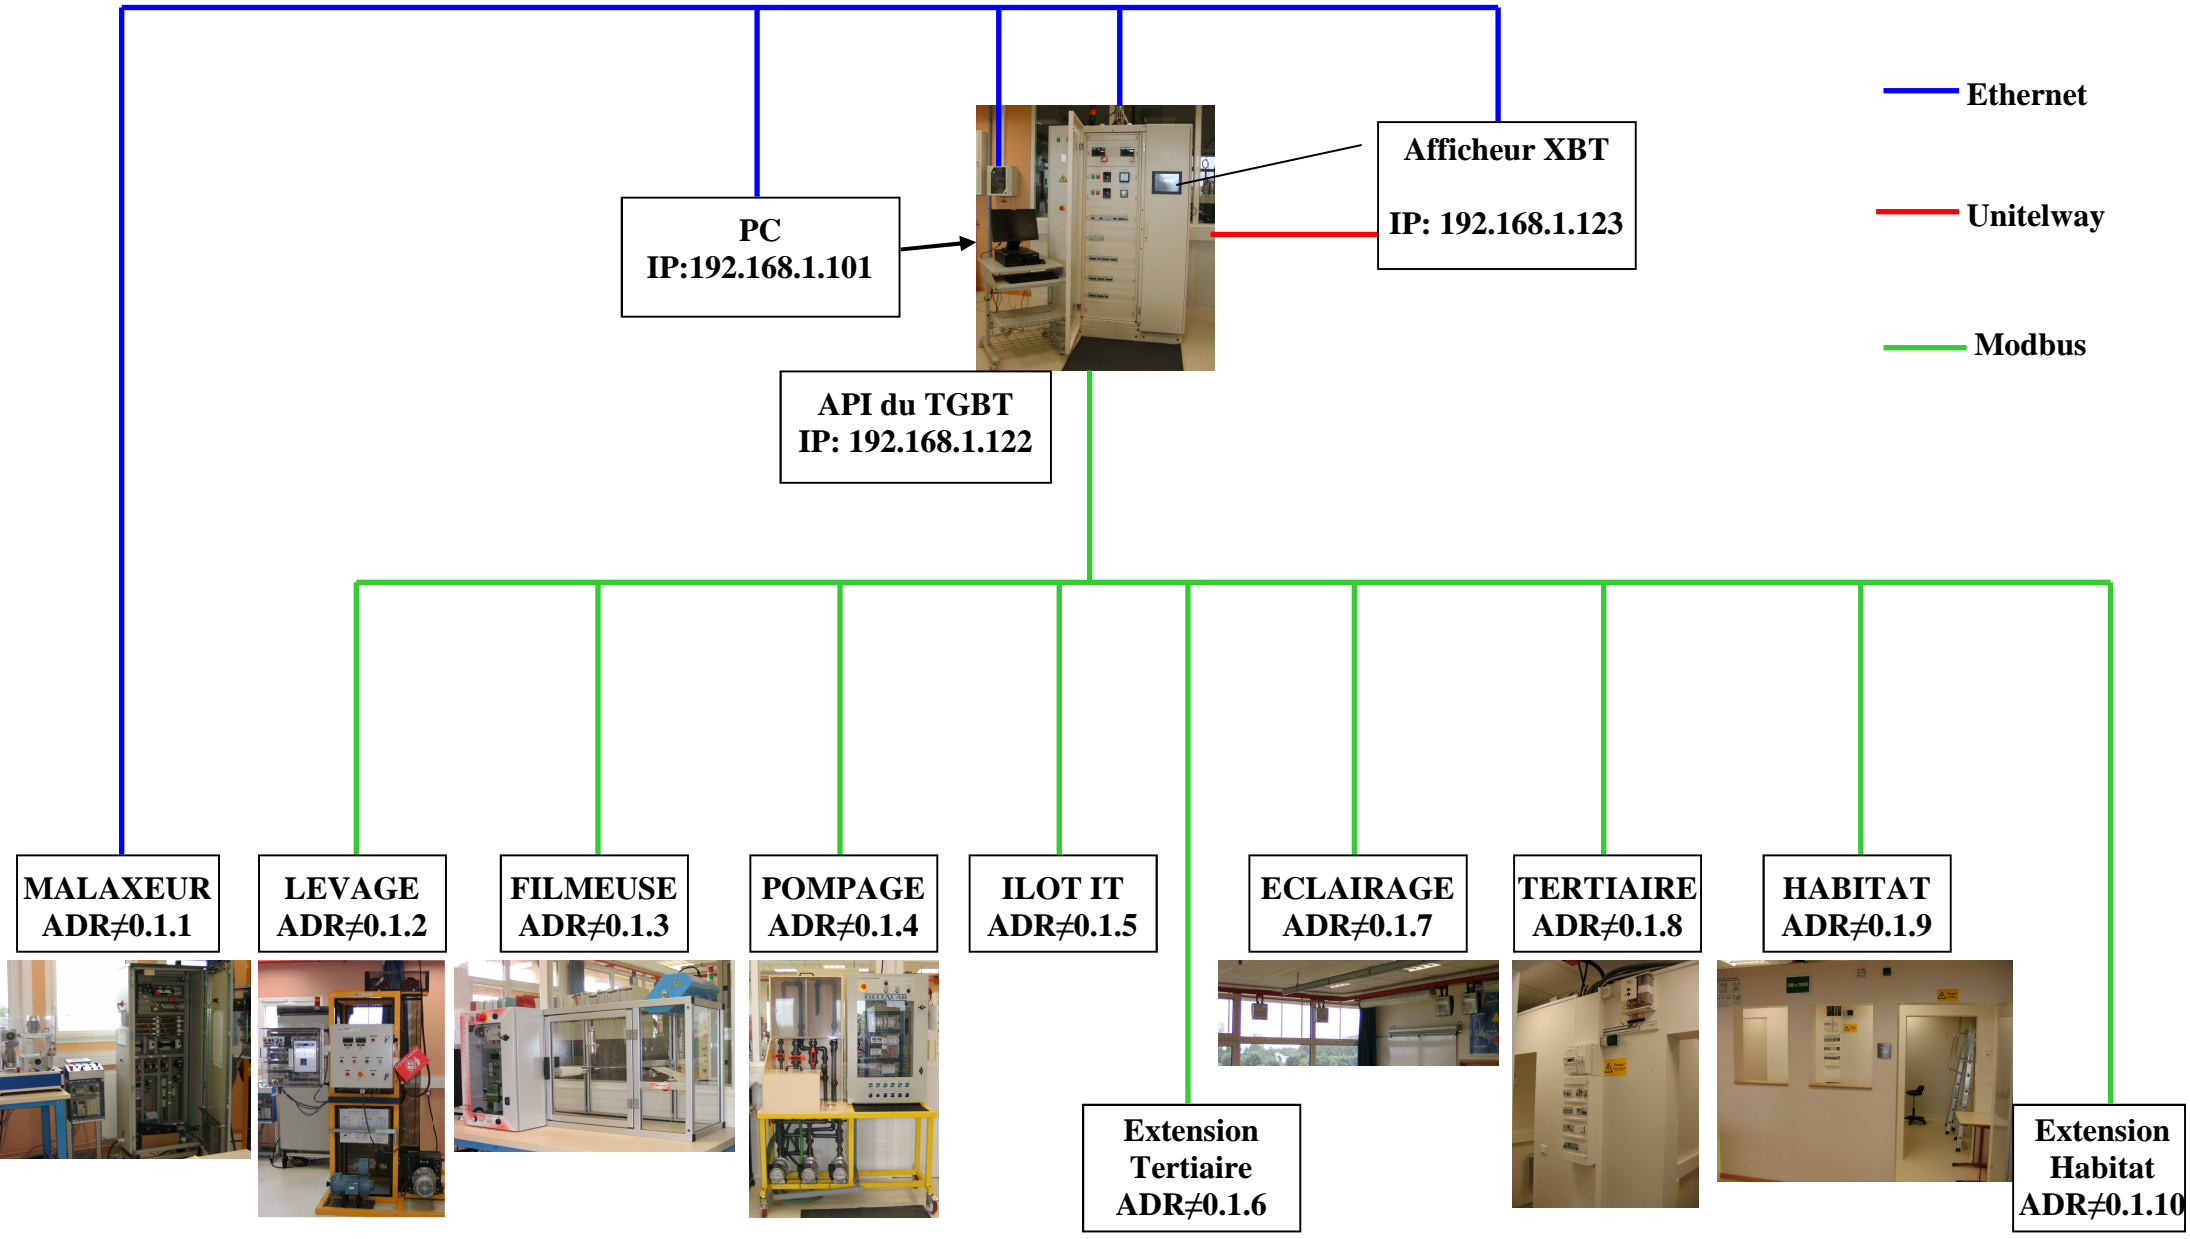 Ethernet
Afficheur XBT
IP: 192.168.1.123
Unitelway
PC
IP:192.168.1.101
Modbus
API du TGBT
IP: 192.168.1.122
MALAXEUR
ADR≠0.1.1
LEVAGE
ADR≠0.1.2
FILMEUSE
ADR≠0.1.3
POMPAGE
ADR≠0.1.4
ILOT IT
ADR≠0.1.5
ECLAIRAGE
ADR≠0.1.7
TERTIAIRE
ADR≠0.1.8
HABITAT
ADR≠0.1.9
DELTALAB
Extension
Tertiaire
ADR≠0.1.6
Extension
Habitat
ADR≠0.1.10